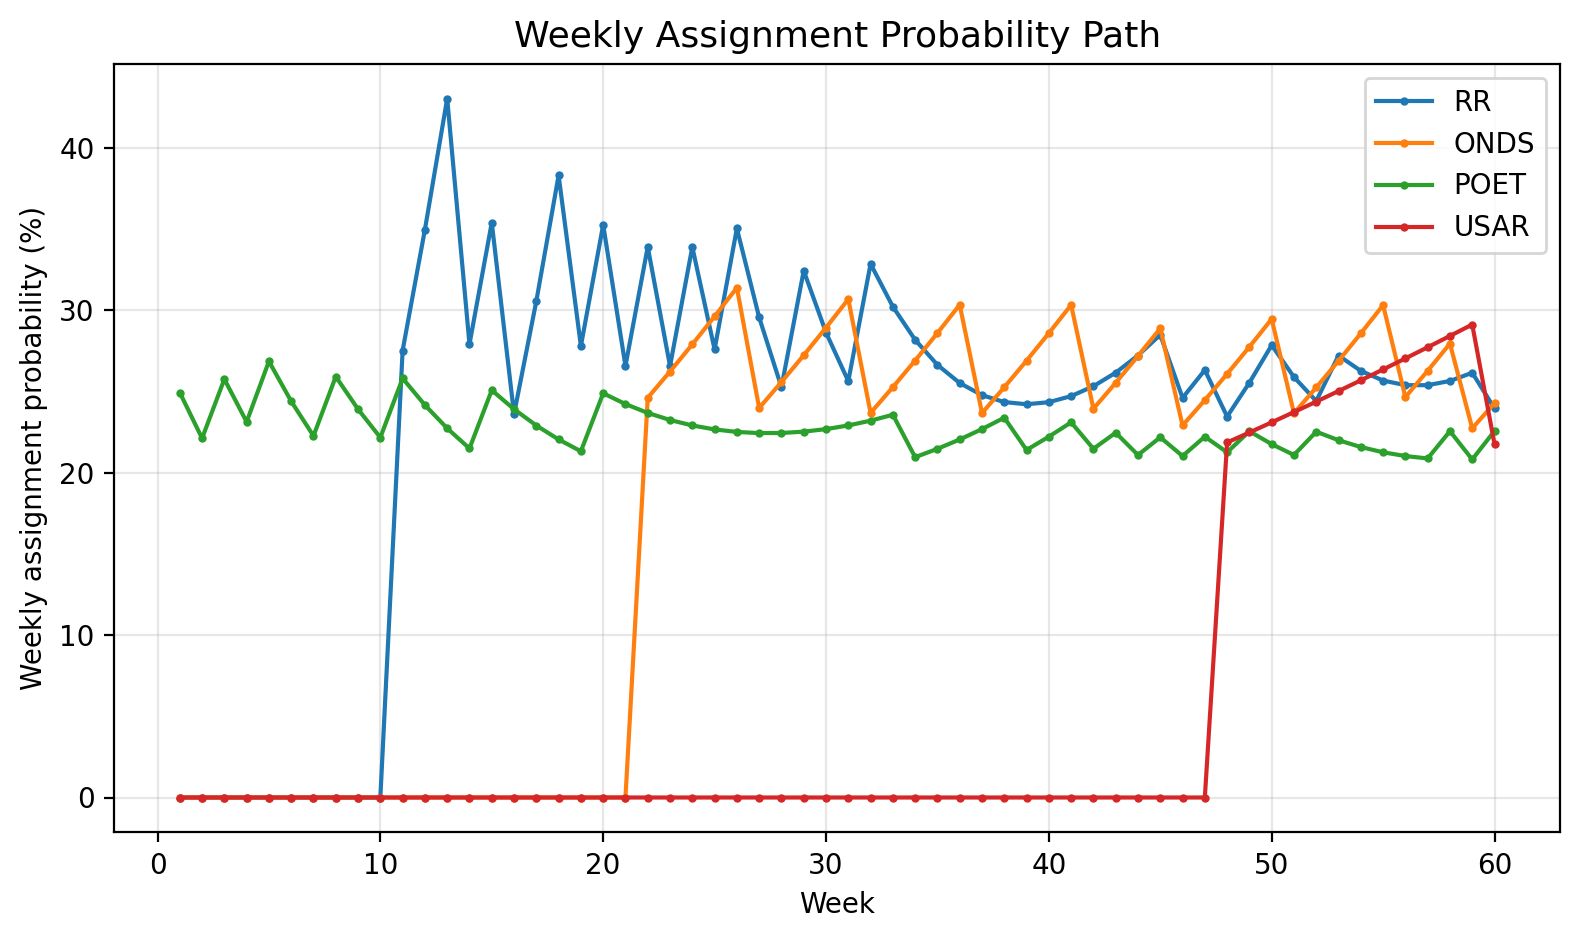 Weekly Assignment Probability Path
RR
ONDS
POET
USAR
Weekly assignment probability (%)
40
30
20
10
0
0 10 20 30 40 50 60
Week